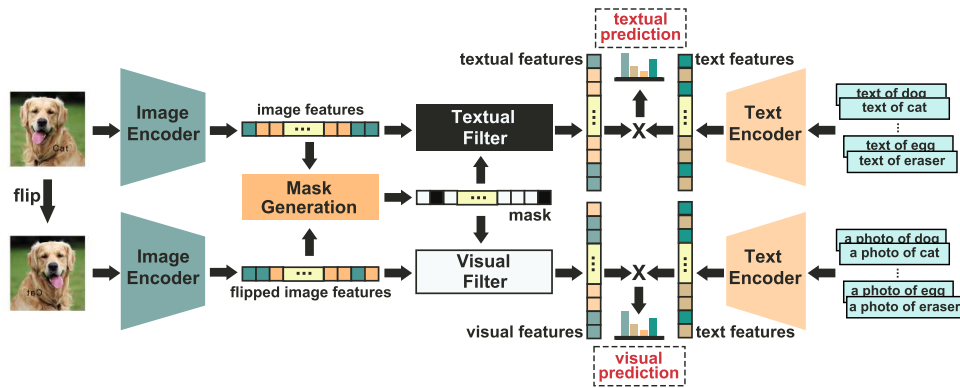 textual
prediction
textual features
text features
Image
Encoder
image features
Textual
Filter
Text
Encoder
text of dog
text of cat
text of egg
text of eraser
Cat
flip
Mask
Generation
mask
Image
Encoder
flipped image features
Visual
Filter
Text
Encoder
a photo of dog
a photo of cat
a photo of egg
a photo of eraser
Cat
X
X
visual features
text features
visual
prediction